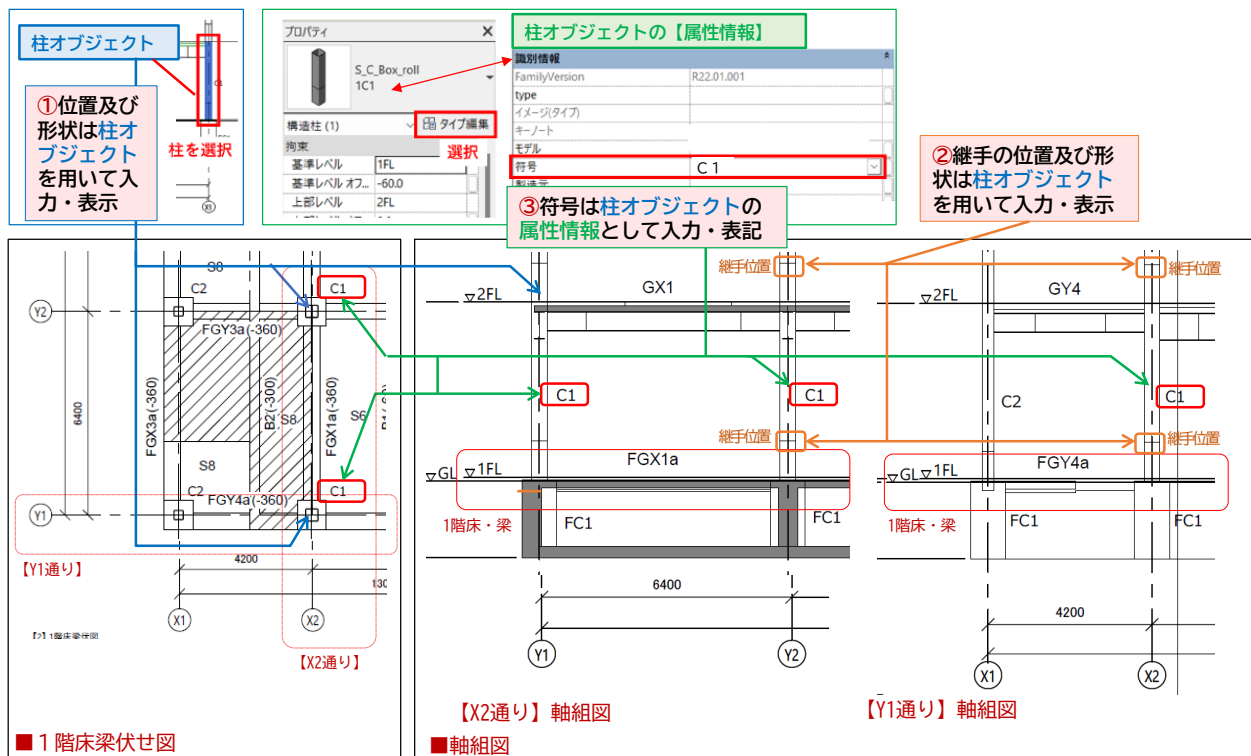 柱オブジェクト
①位置及び
形状は柱オ
ブジェクト
を用いて入
力・表示
柱を選択
X3
プロパティ
S_C_Box_roll
1C1
構造柱 (1)
タイプ編集
選択
拘束
基準レベル 1FL
基準レベル オフ... -60.0
上部レベル 2FL
柱オブジェクトの【属性情報】
識別情報
FamilyVersion R22.01.001
type
イメージ(タイプ)
キーノート
モデル
符号 C1
製造元
②継手の位置及び形
状は柱オブジェクト
を用いて入力・表示
③符号は柱オブジェクトの
属性情報として入力・表記
S8
C2
C1
Y2
FGY3a(-360)
6400
FGX3a(-360)
B2(-300)
S8
FGX1a(-360)
S6
S8
C2
C1
FGY4a(-360)
Y1
【Y1通り】
4200
X1
X2
【2】1階床梁伏図
【X2通り】
■1階床梁伏せ図
継手位置
GX1
▽2FL
C1
C1
継手位置
FGX1a
▽GL
▽1FL
1階床・梁
FC1
FC1
6400
Y1
Y2
【X2通り】軸組図
■軸組図
継手位置
GY4
▽2FL
C2
C1
継手位置
FGY4a
GL▽
▽1FL
1階床・梁
FC1
FC1
4200
X1
X2
【Y1通り】軸組図